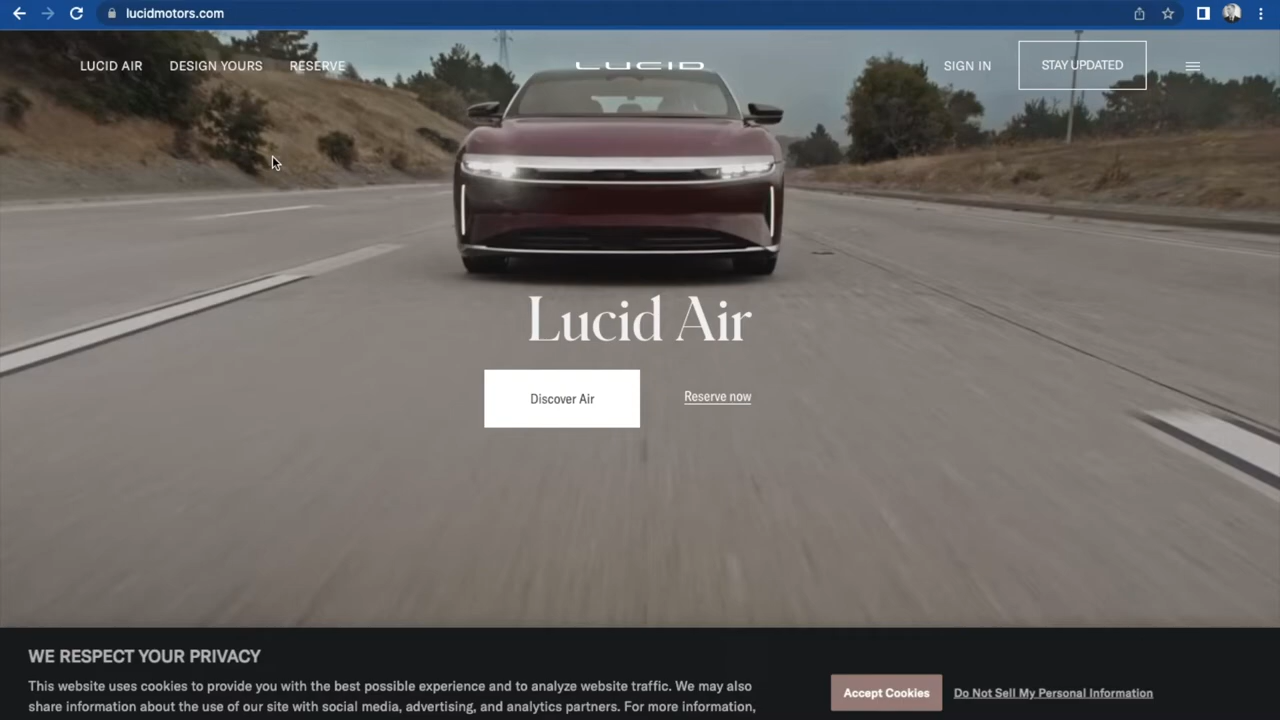 lucidmotors.com
LUCID AIR DESIGN YOURS RESERVE LUCID SIGN IN STAY UPDATED
Lucid Air
Discover Air Reserve now
WE RESPECT YOUR PRIVACY
This website uses cookies to provide you with the best possible experience and to analyze website traffic. We may also
share information about the use of our site with social media, advertising, and analytics partners. For more information,
Accept Cookies Do Not Sell My Personal Information